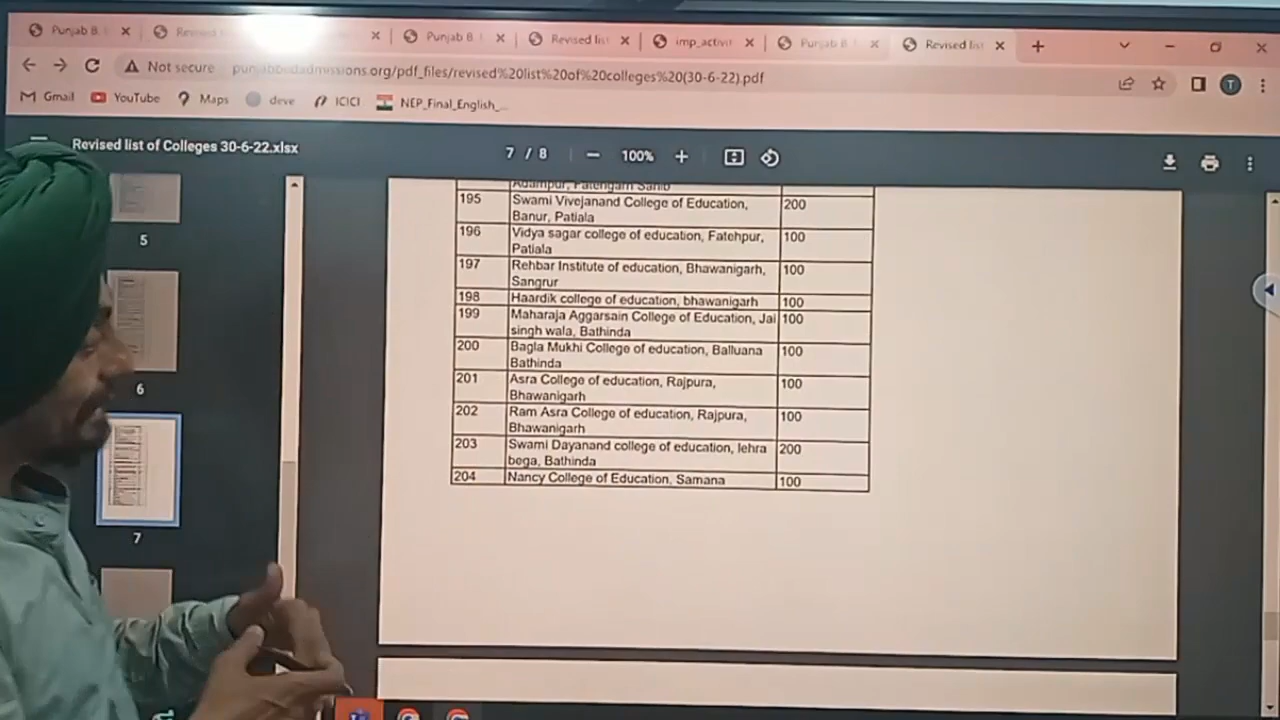 Punjab B.
Revised
Punjab B.
Revised list
imp_activit
Punjab B.
Revised list
Not secure
punjabbedadmissions.org/pdf_files/revised%20list%20of%20colleges%20(30-6-22).pdf
T
Gmail YouTube Maps deve ICICI NEP_Final_English_...
Revised list of Colleges 30-6-22.xlsx
7 / 8
100%
5
6
7
Adampur, Fatehgarh Sahib
195 Swami Vivejanand College of Education, 200
Banur, Patiala
196 Vidya sagar college of education, Fatehpur, 100
Patiala
197 Rehbar Institute of education, Bhawanigarh, 100
Sangrur
198 Haardik college of education, bhawanigarh 100
199 Maharaja Aggarsain College of Education, Jai 100
singh wala, Bathinda
200 Bagla Mukhi College of education, Balluana 100
Bathinda
201 Asra College of education, Rajpura, 100
Bhawanigarh
202 Ram Asra College of education, Rajpura, 100
Bhawanigarh
203 Swami Dayanand college of education, lehra 200
bega, Bathinda
204 Nancy College of Education, Samana 100